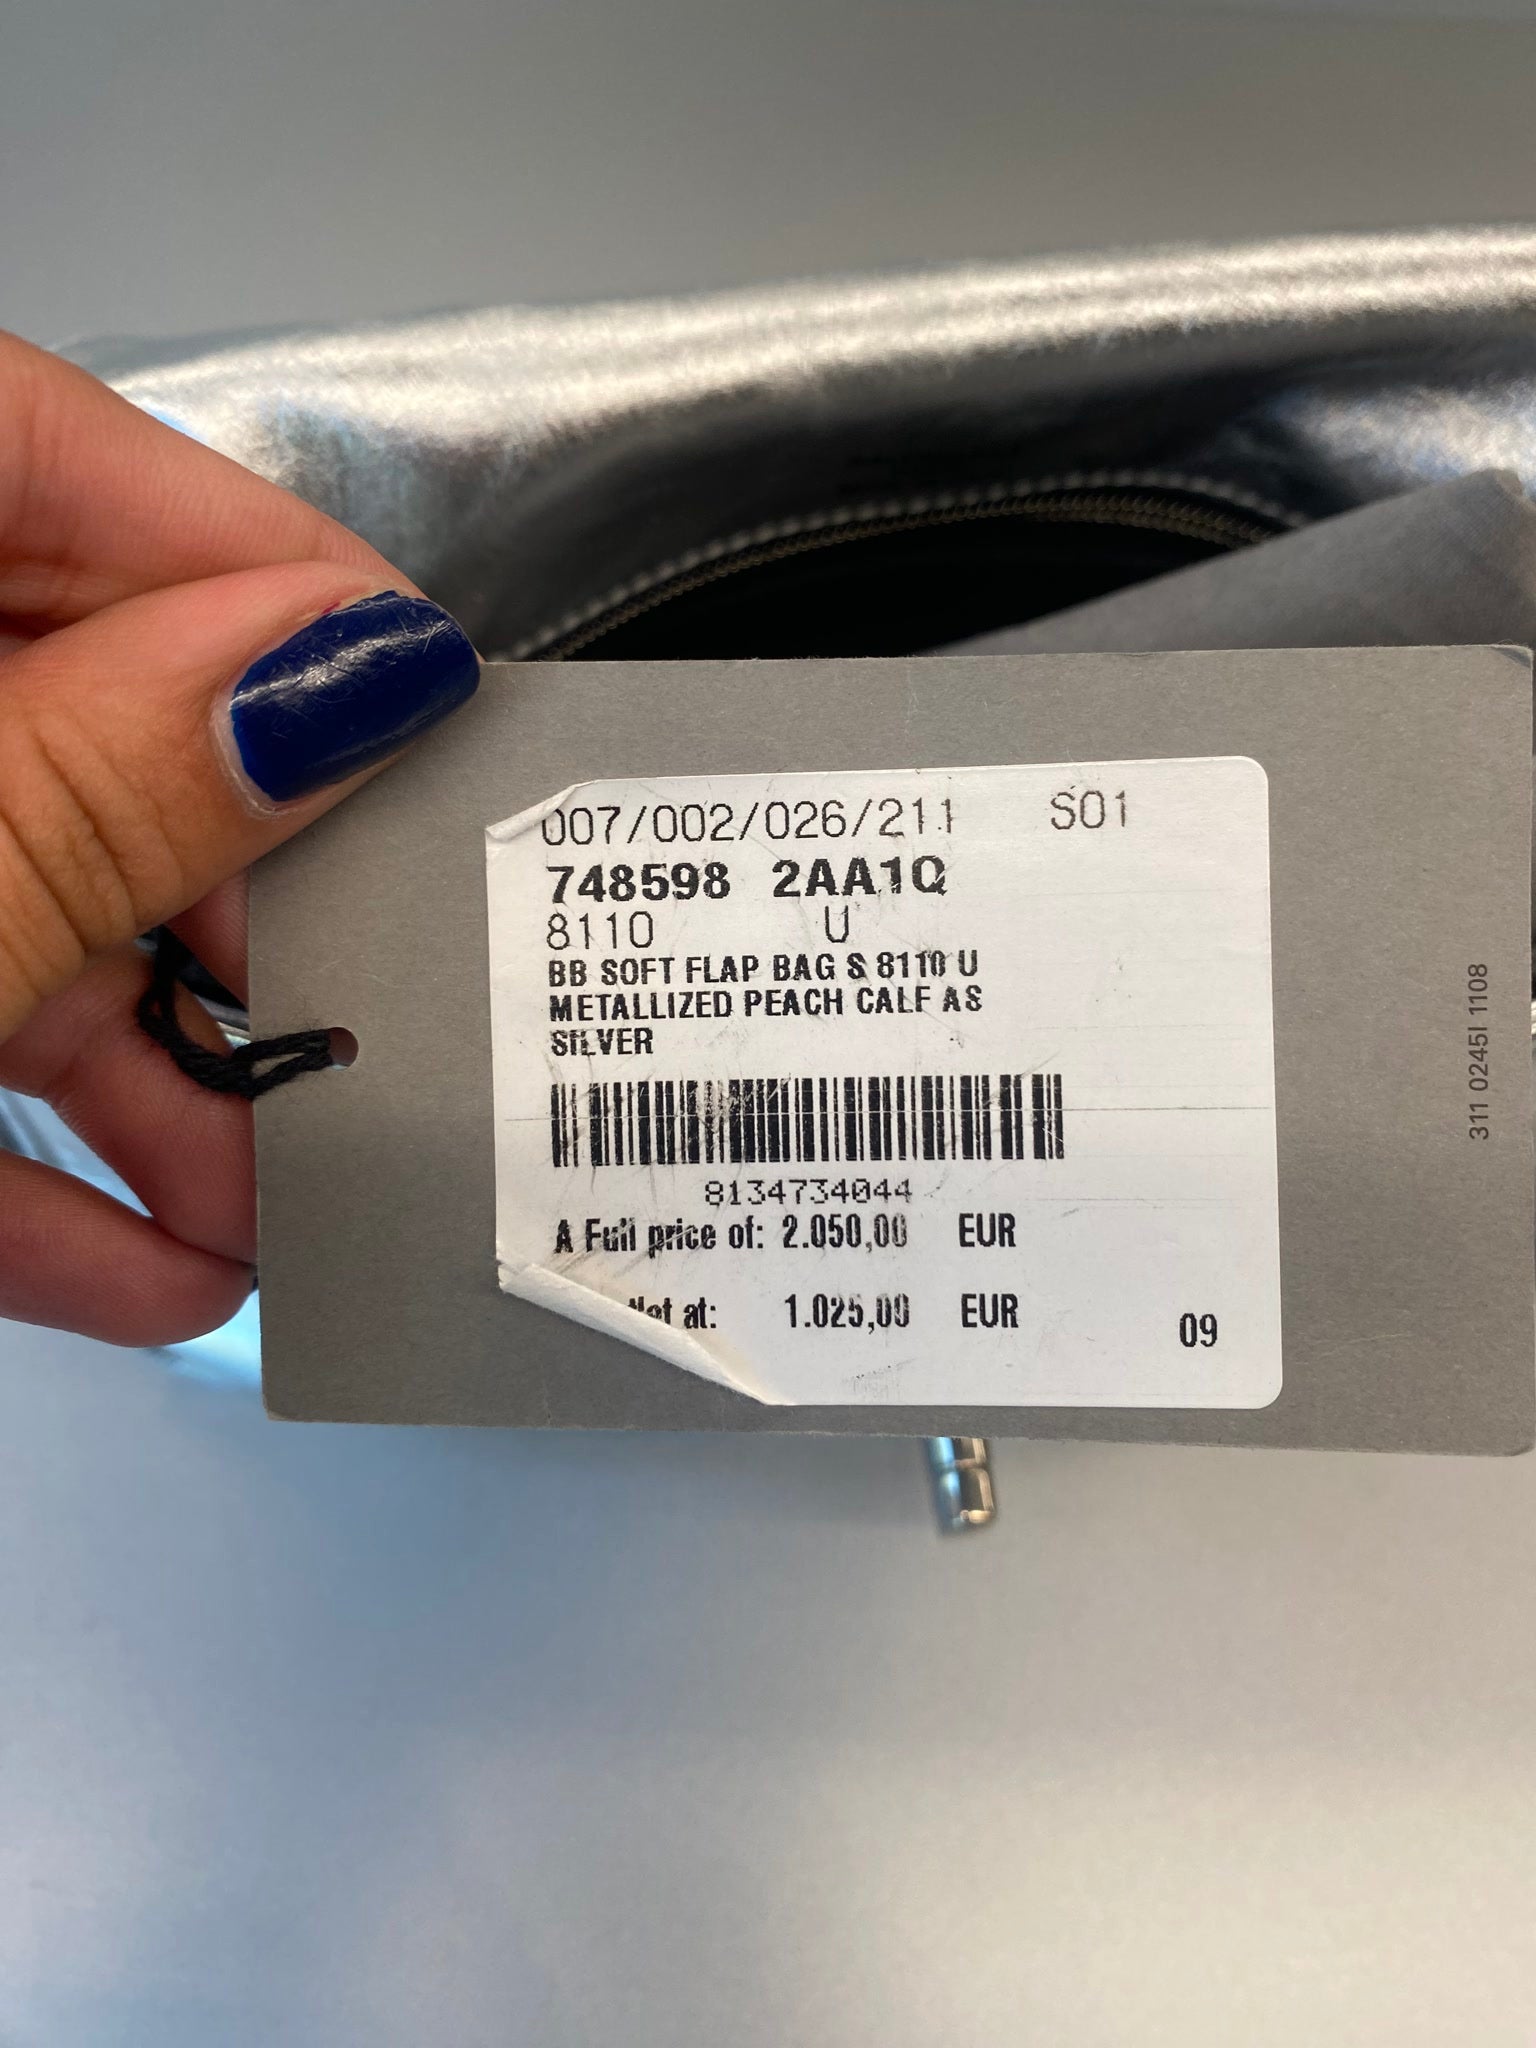 007/002/026/211 S01
748598 2AA1Q
8110 U
BB SOFT FLAP BAG S 8110 U
METALLIZED PEACH CALF AS
SILVER
8134734044
A Full price of: 2.050,00 EUR
at: 1.025,00 EUR
09
311 0245I 1108